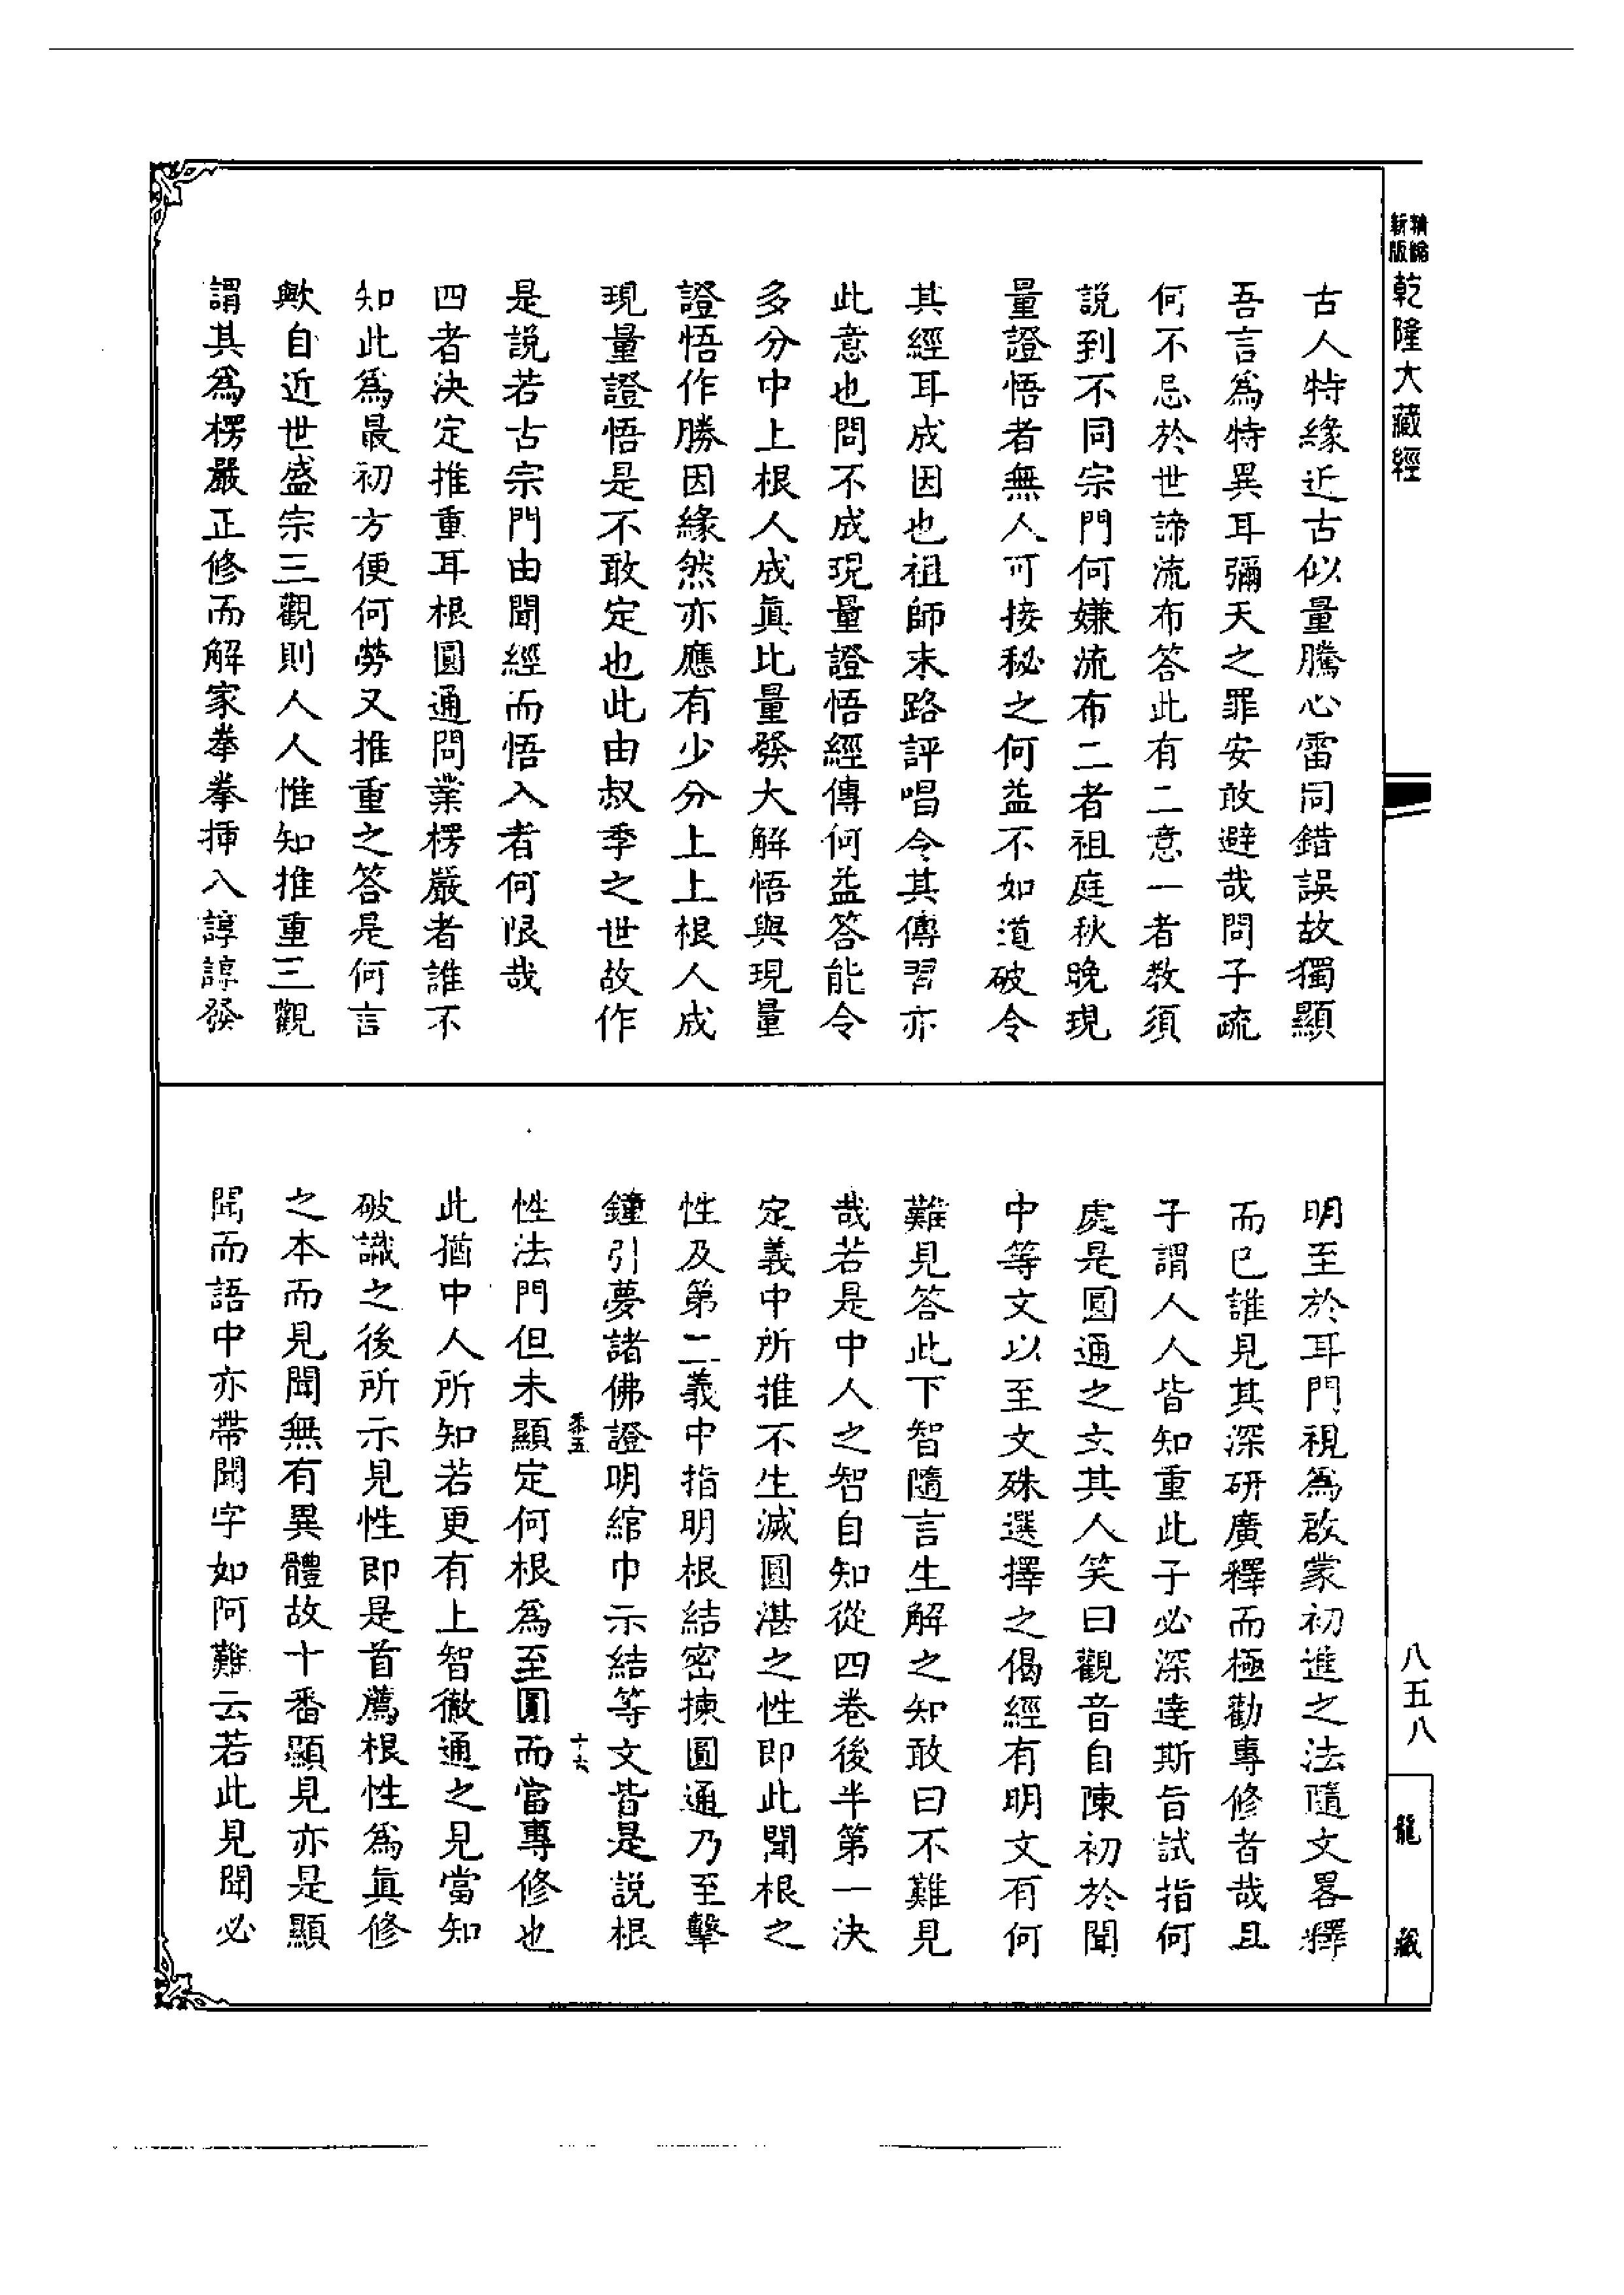 精縮新版
乾隆大藏經
古人特緣近古似量騰心雷同錯誤故獨顯
吾言為特異耳彌天之罪安敢避哉問子疏
何不忌於世諦流布答此有二意一者教須
說到不同宗門何嫌流布二者祖庭秋晚現
量證悟者無人可接秘之何益不如道破令
其經耳成因也祖師末路評唱令其傳習亦
此意也問不成現量證悟經傳何益答能令
多分中上根人成眞比量發大解悟與現量
證悟作勝因緣然亦應有少分上上根人成
現量證悟是不敢定也此由叔季之世故作
是說若古宗門由聞經而悟入者何限哉
四者決定推重耳根圓通問業楞嚴者誰不
知此為最初方便何勞又推重之答是何言
歟自近世盛宗三觀則人人惟知推重三觀
謂其為楞嚴正修而解家拳拳揷入諄諄發
明至於耳門視為啟蒙初進之法隨文畧釋
而已誰見其深研廣釋而極勸專修者哉且
子謂人人皆知重此子必深達斯旨試指何
處是圓通之文其人笑曰觀音自陳初於聞
中等文以至文殊選擇之偈經有明文有何
難見答此下智隨言生解之知敢曰不難見
哉若是中人之智自知從四卷後半第一決
定義中所推不生滅圓湛之性即此聞根之
性及第二義中指明根結密揀圓通乃至擊
鐘引夢諸佛證明綰巾示結等文皆是說根
黍五
十六
性法門但未顯定何根為至圓而當專修也
此猶中人所知若更有上智徹通之見當知
破識之後所示見性即是首薦根性為眞修
之本而見聞無有異體故十番顯見亦是顯
聞而語中亦帶聞字如阿難云若此見聞必
八五八
龍藏